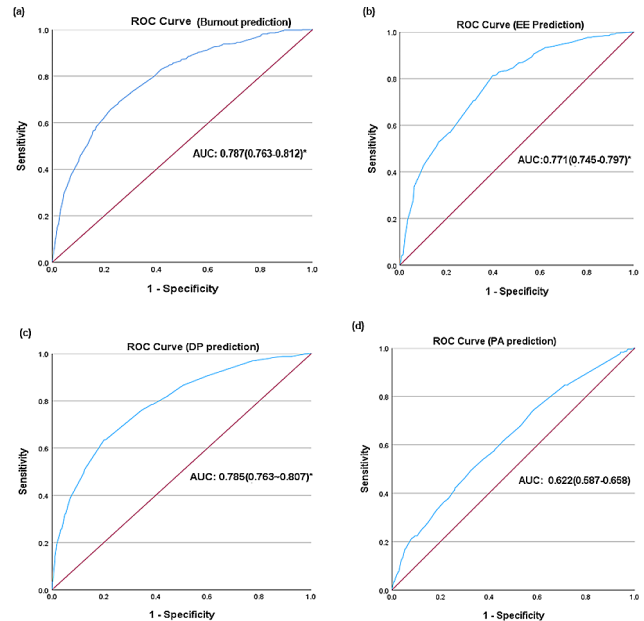 (a)
ROC Curve (Burnout prediction)
1.0
0.8
0.6
0.4
0.2
0.0
Sensitivity
AUC: 0.787(0.763-0.812)*
0.0 0.2 0.4 0.6 0.8 1.0
1 - Specificity
(b)
ROC Curve (EE Prediction)
1.0
0.8
0.6
0.4
0.2
0.0
Sensitivity
AUC:0.771(0.745-0.797)*
0.0 0.2 0.4 0.6 0.8 1.0
1 - Specificity
(c)
ROC Curve (DP prediction)
1.0
0.8
0.6
0.4
0.2
0.0
Sensitivity
AUC: 0.785(0.763~0.807)*
0.0 0.2 0.4 0.6 0.8 1.0
1 - Specificity
(d)
ROC Curve (PA prediction)
1.0
0.8
0.6
0.4
0.2
0.0
Sensitivity
AUC: 0.622(0.587-0.658)
0.0 0.2 0.4 0.6 0.8 1.0
1 - Specificity